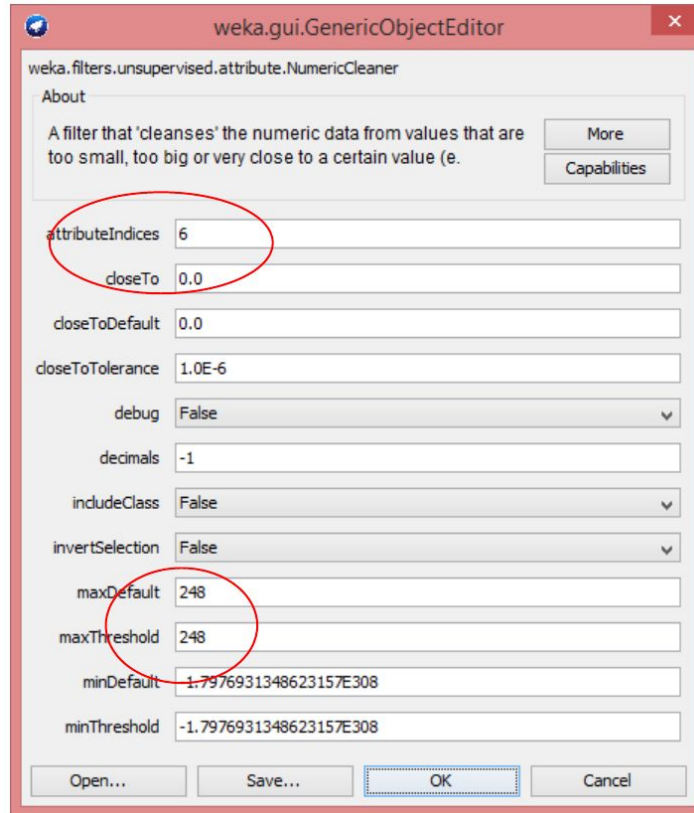 weka.gui.GenericObjectEditor
×
weka.filters.unsupervised.attribute.NumericCleaner
About
A filter that 'cleanses' the numeric data from values that are
too small, too big or very close to a certain value (e.
More
Capabilities
attributeIndices 6
closeTo 0.0
closeToDefault 0.0
closeToTolerance 1.0E-6
debug False
decimals -1
includeClass False
invertSelection False
maxDefault 248
maxThreshold 248
minDefault -1.7976931348623157E308
minThreshold -1.7976931348623157E308
Open... Save... OK Cancel